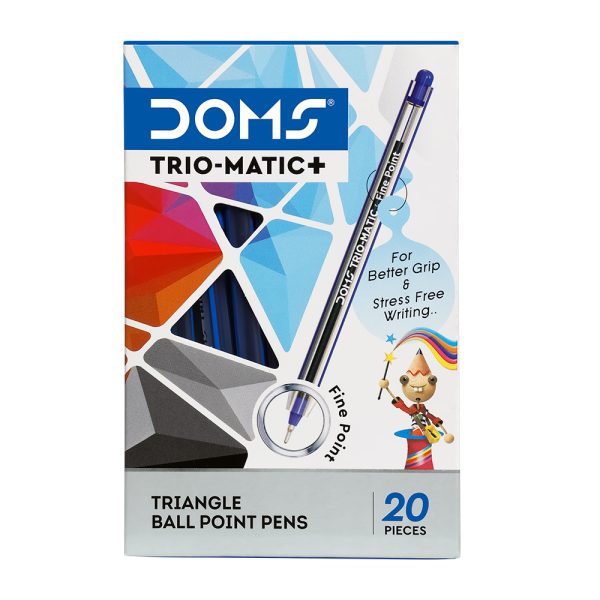 DOMS®
TRIO-MATIC+
DOMS TRIO-MATIC+ Fine Point
For
Better Grip
&
Stress Free
Writing..
Fine Point
TRIANGLE
BALL POINT PENS
20
PIECES